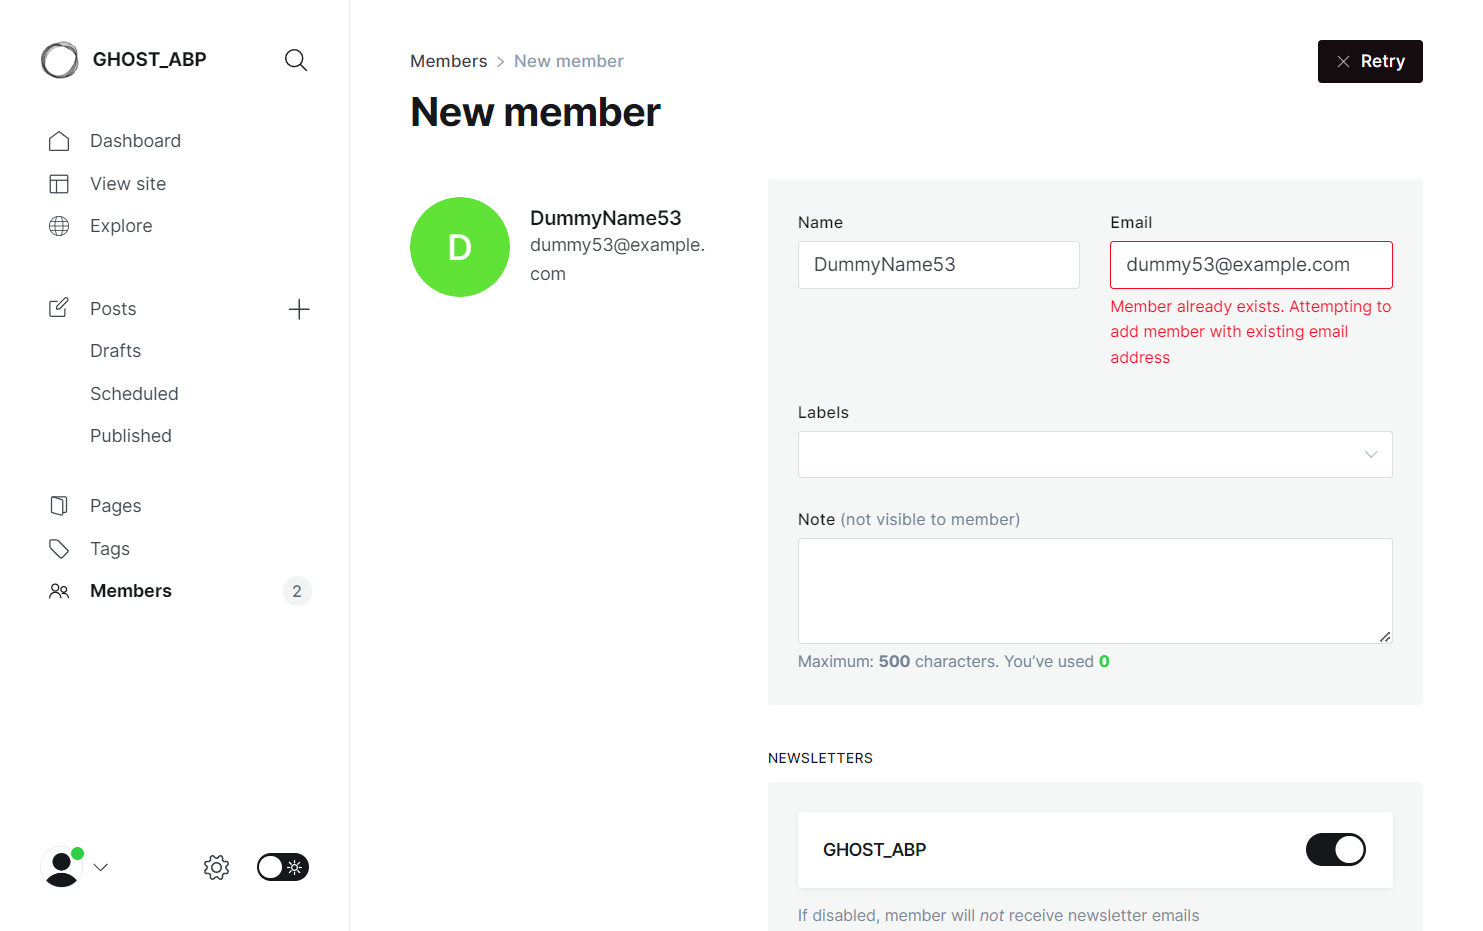 GHOST_ABP
Dashboard
View site
Explore
Posts
Drafts
Scheduled
Published
Pages
Tags
Members 2
Members > New member
Retry
New member
D
DummyName53
dummy53@example.
com
Name
DummyName53
Email
dummy53@example.com
Member already exists. Attempting to
add member with existing email
address
Labels
Note (not visible to member)
Maximum: 500 characters. You’ve used 0
NEWSLETTERS
GHOST_ABP
If disabled, member will not receive newsletter emails